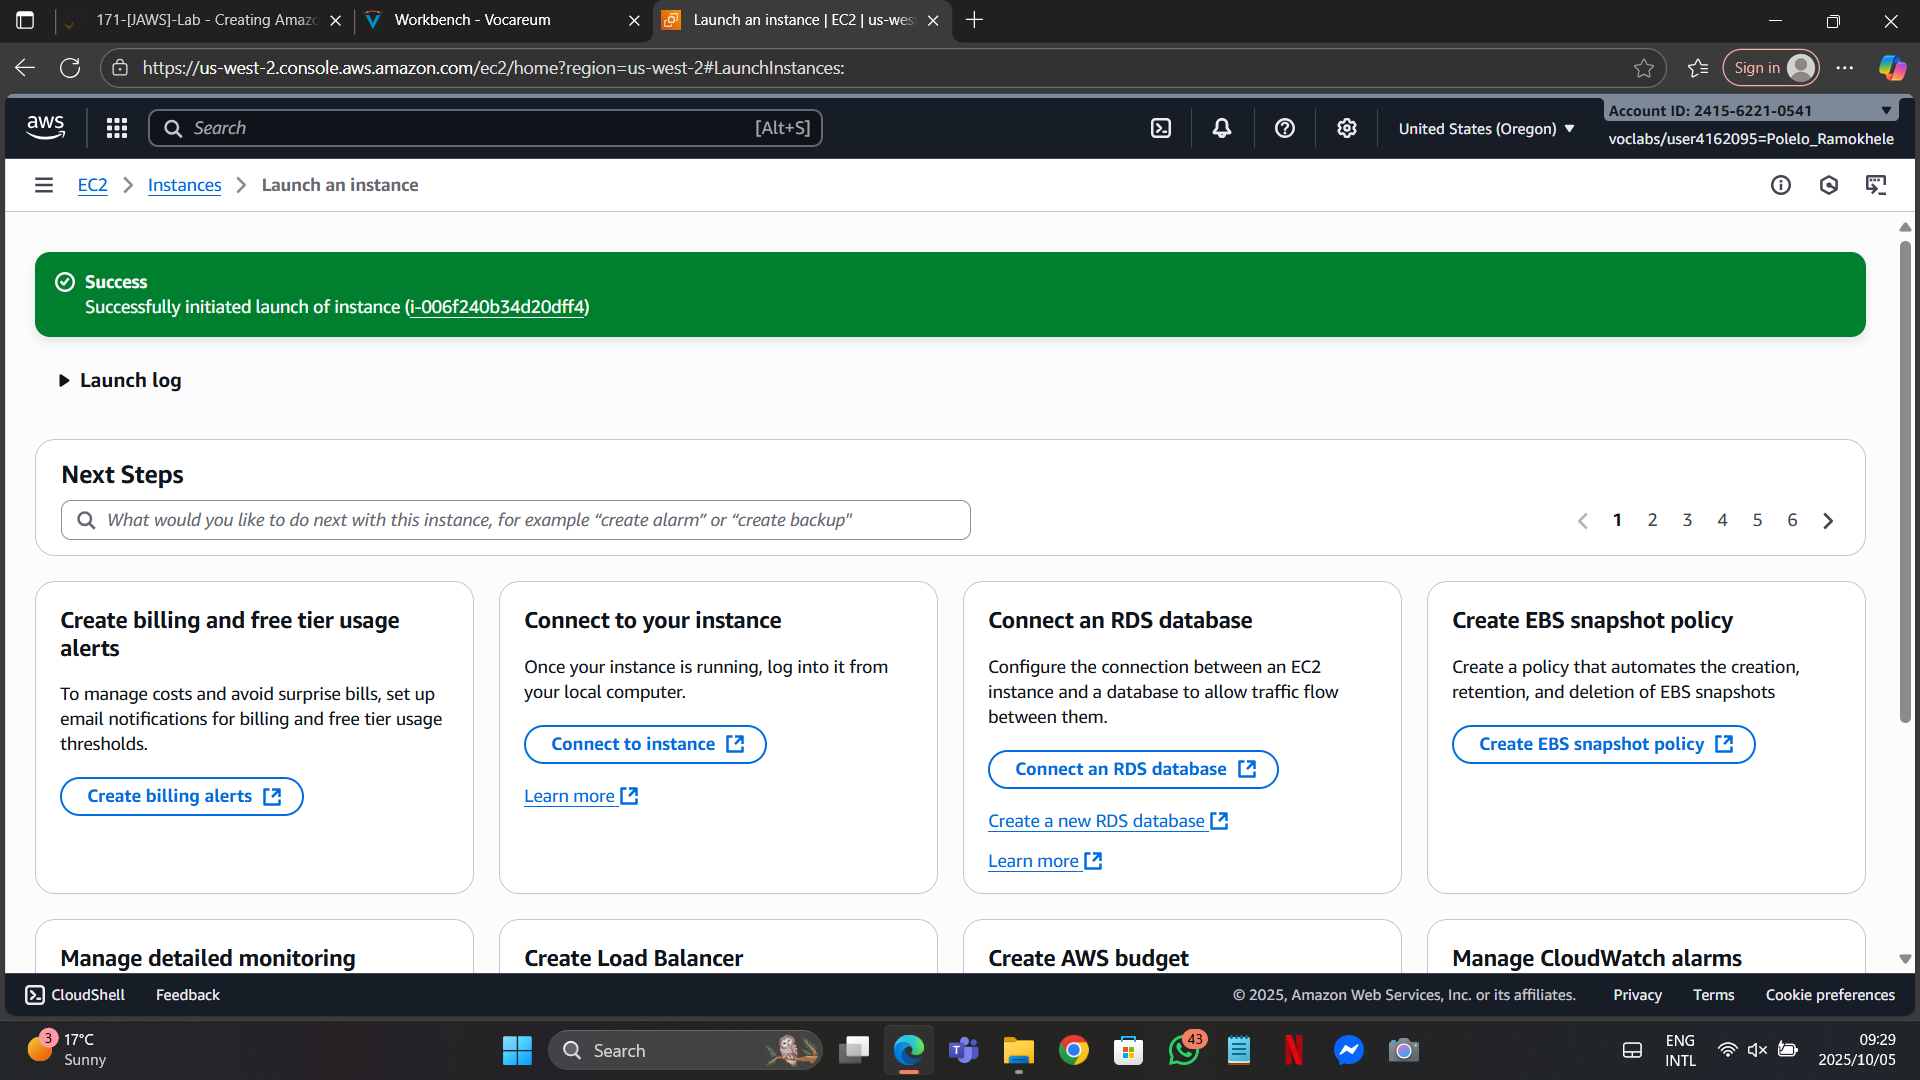 171-[JAWS]-Lab - Creating Amazo
Workbench - Vocareum
Launch an instance | EC2 | us-wes
https://us-west-2.console.aws.amazon.com/ec2/home?region=us-west-2#LaunchInstances:
Sign in
aws
Search
[Alt+S]
United States (Oregon)
Account ID: 2415-6221-0541
voclabs/user4162095=Polelo_Ramokhele
EC2
Instances
Launch an instance
Success
Successfully initiated launch of instance (i-006f240b34d20dff4)
Launch log
Next Steps
What would you like to do next with this instance, for example “create alarm” or “create backup"
1 2 3 4 5 6
Create billing and free tier usage
alerts
To manage costs and avoid surprise bills, set up
email notifications for billing and free tier usage
thresholds.
Create billing alerts
Connect to your instance
Once your instance is running, log into it from
your local computer.
Connect to instance
Learn more
Connect an RDS database
Configure the connection between an EC2
instance and a database to allow traffic flow
between them.
Connect an RDS database
Create a new RDS database
Learn more
Create EBS snapshot policy
Create a policy that automates the creation,
retention, and deletion of EBS snapshots
Create EBS snapshot policy
Manage detailed monitoring
Create Load Balancer
Create AWS budget
Manage CloudWatch alarms
CloudShell
Feedback
© 2025, Amazon Web Services, Inc. or its affiliates.
Privacy
Terms
Cookie preferences
3
17°C
Sunny
Search
43
ENG
INTL
09:29
2025/10/05